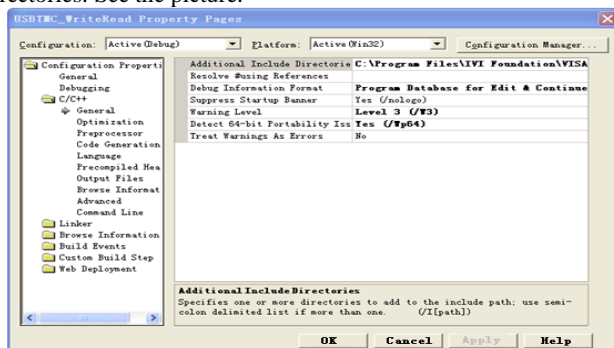 ectories. See the picture:
USBTMC_WriteRead Property Pages
Configuration: Active(Debug) Platform: Active(Win32) Configuration Manager...
Configuration Properti
General
Debugging
C/C++
General
Optimization
Preprocessor
Code Generation
Language
Precompiled Hea
Output Files
Browse Informat
Advanced
Command Line
Linker
Browse Information
Build Events
Custom Build Step
Web Deployment
Additional Include Directorie C:\Program Files\IVI Foundation\VISA
Resolve #using References
Debug Information Format Program Database for Edit & Continue
Suppress Startup Banner Yes (/nologo)
Warning Level Level 3 (/W3)
Detect 64-bit Portability Iss Yes (/Wp64)
Treat Warnings As Errors No
Additional Include Directories
Specifies one or more directories to add to the include path; use semi-
colon delimited list if more than one. (/I[path])
OK Cancel Apply Help